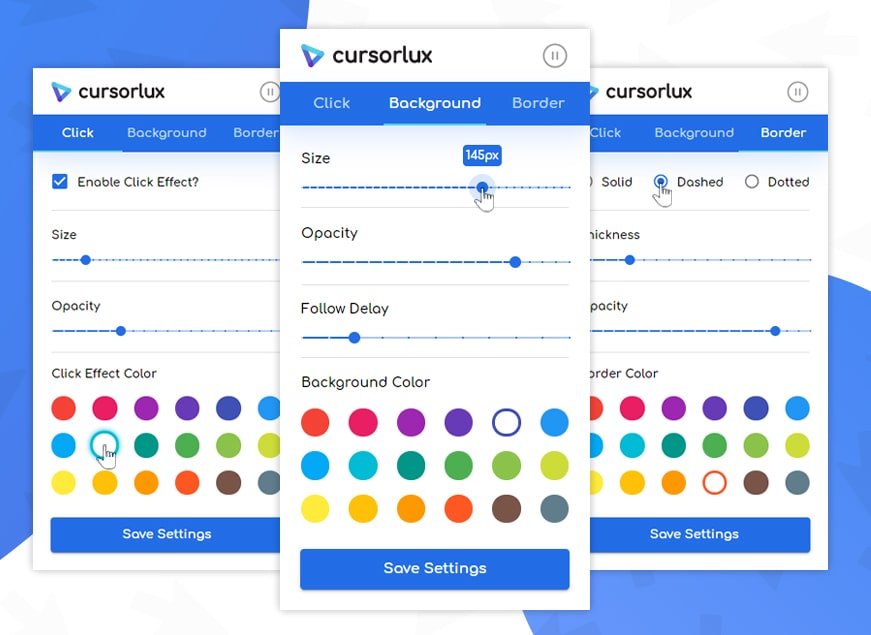 cursorlux
Click Background Border
Enable Click Effect?
Size
Opacity
Click Effect Color
Save Settings
cursorlux
Click Background Border
Size
145px
Opacity
Follow Delay
Background Color
Save Settings
cursorlux
Click Background Border
Solid Dashed Dotted
hickness
pacity
order Color
Save Settings